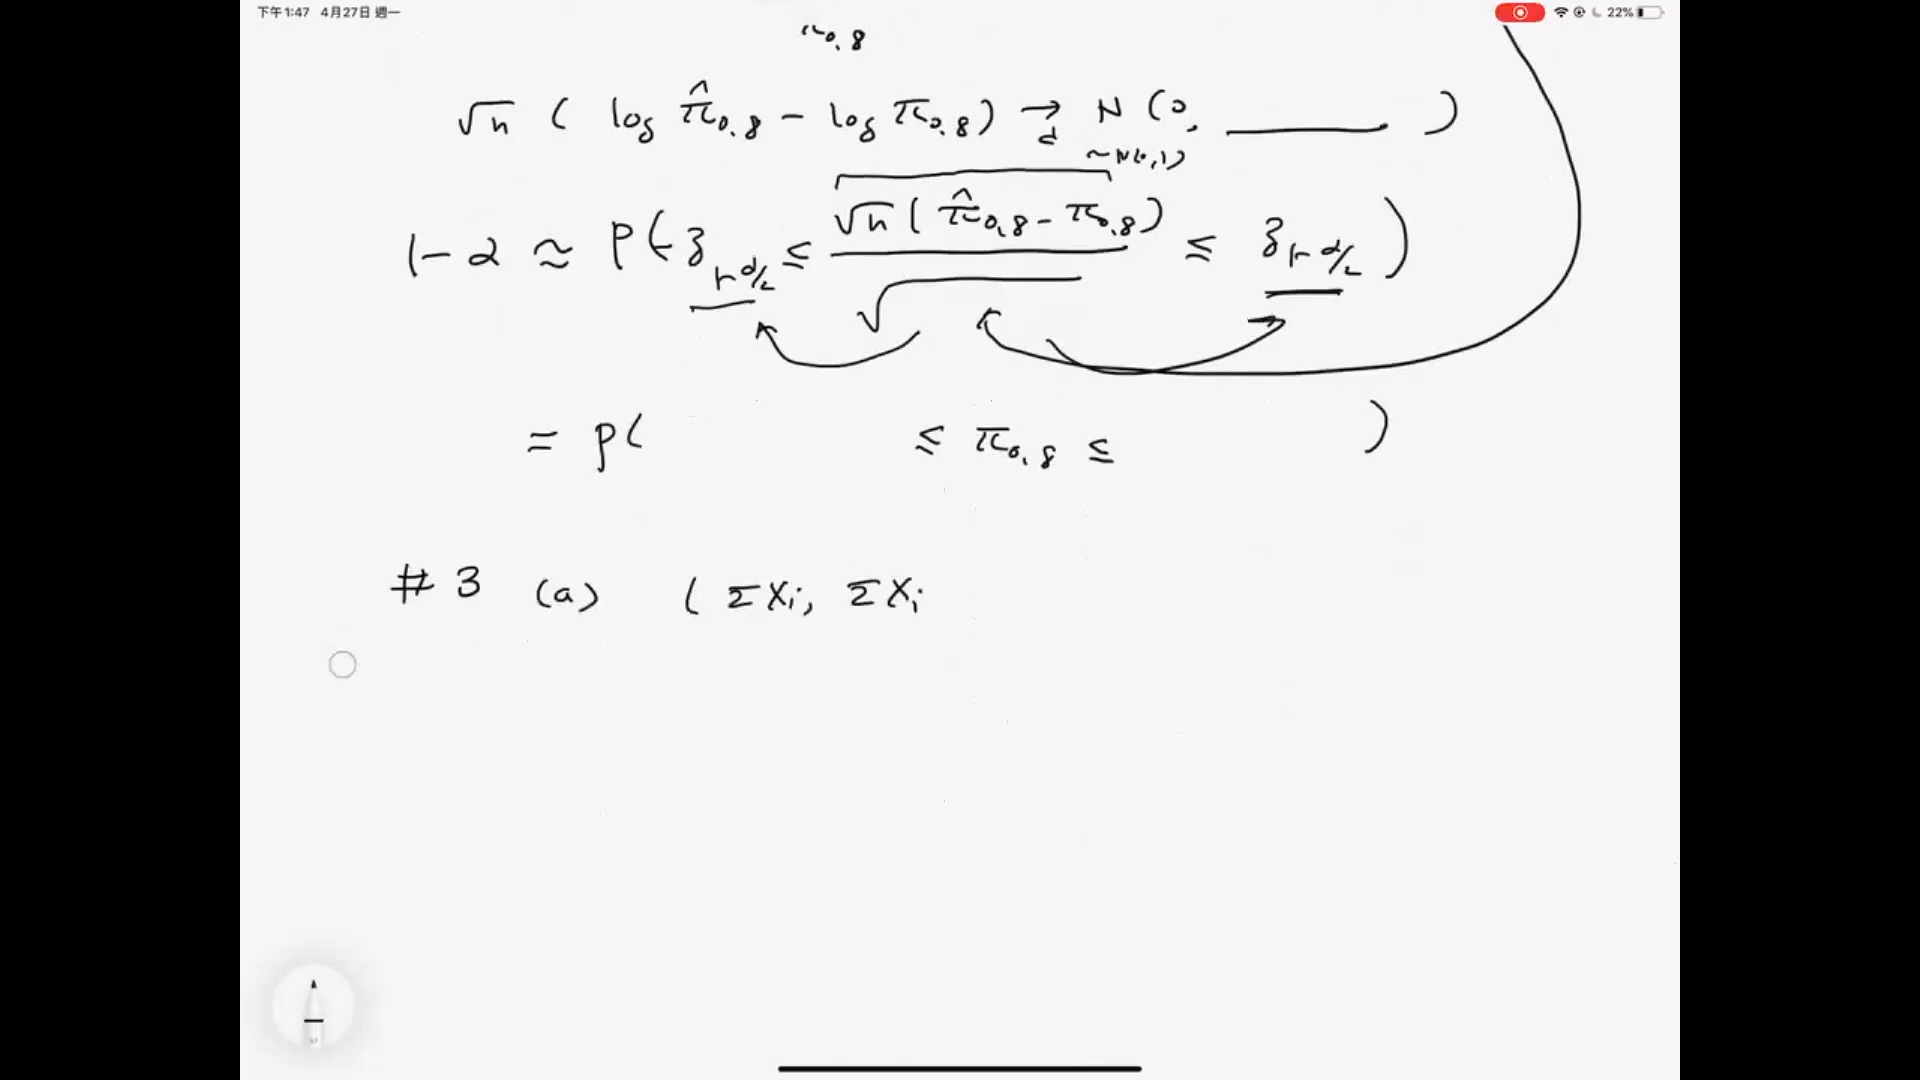 下午1:47 4月27日 週一 22%
π̂0.8
√n ( log π̂0.8 - log π0.8 ) →d N (0, ______ )
~N(0,1)
1-α ≈ P(-z1-α/2 ≤ √n ( π̂0.8 - π0.8 ) / √ ≤ z1-α/2 )
= P( ≤ π0.8 ≤ )
# 3 (a) ( ΣXi, ΣXi